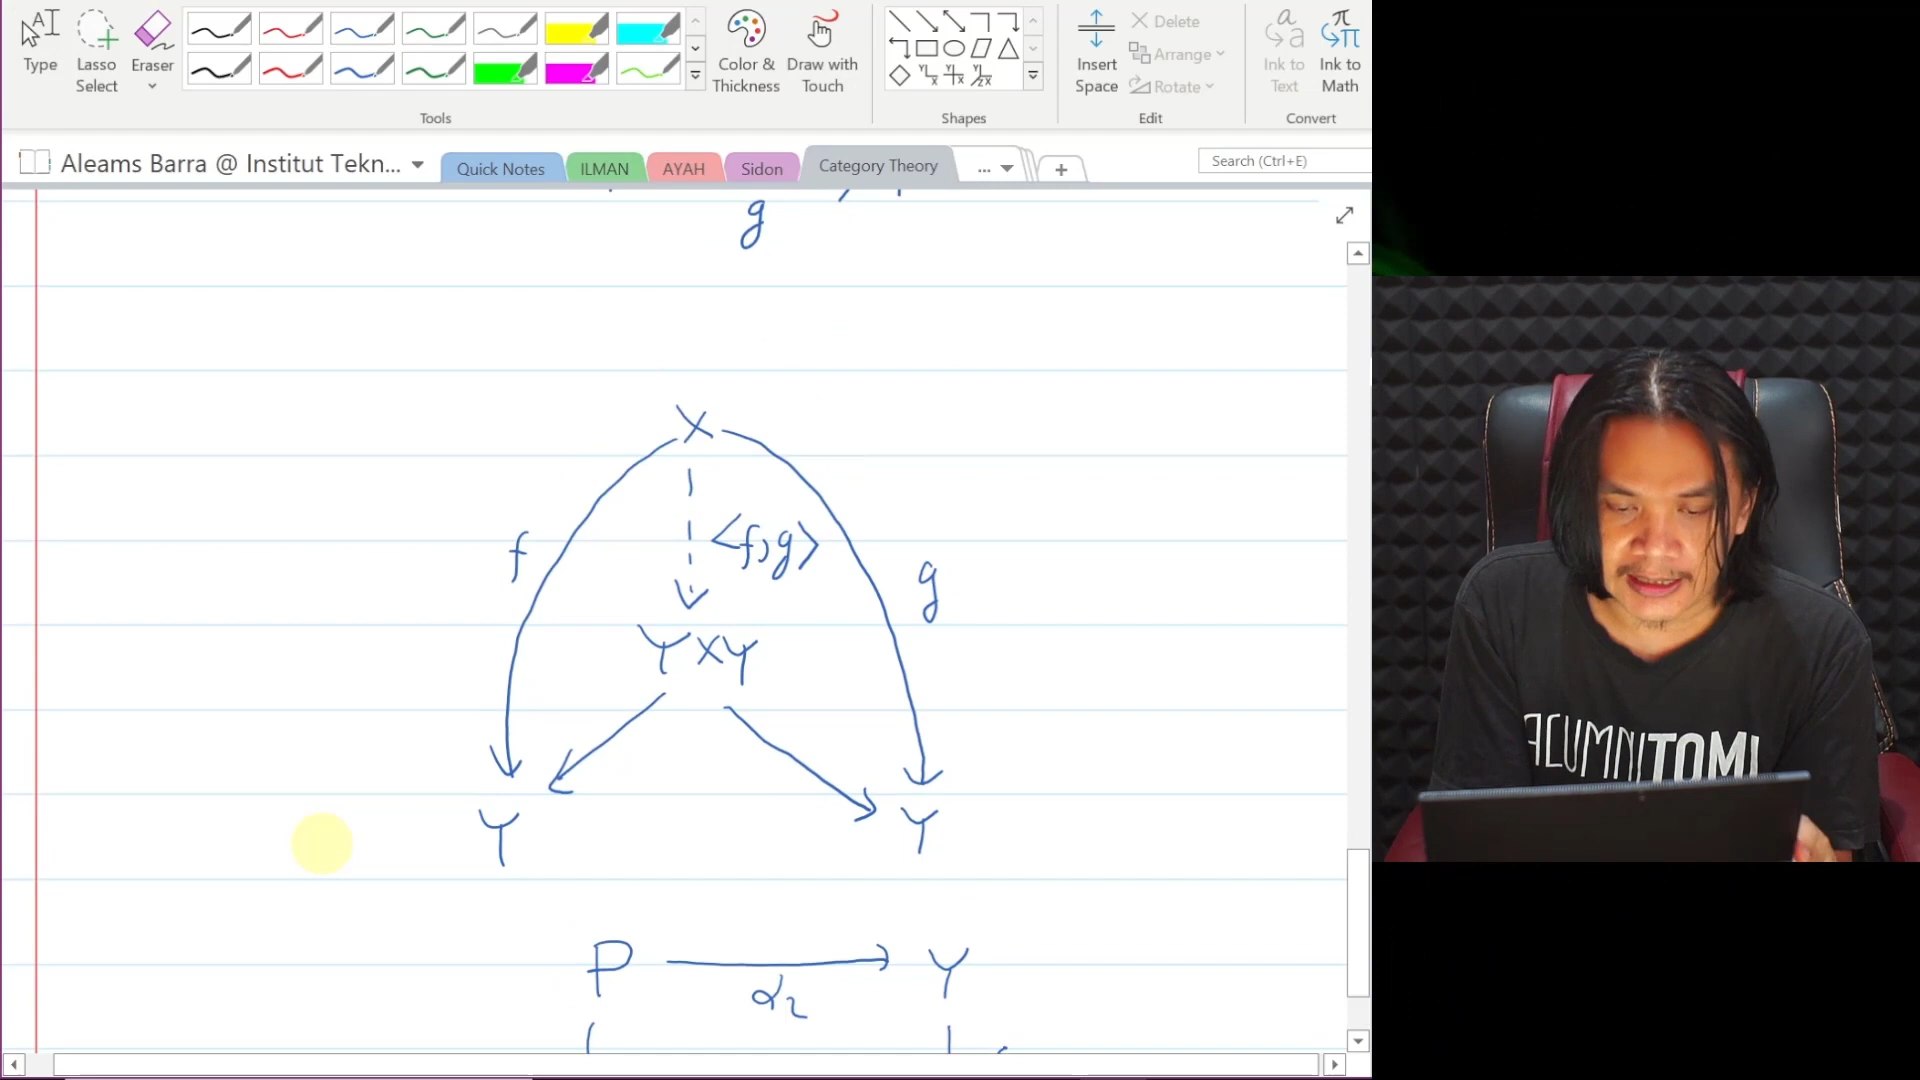 Type
Lasso Select
Eraser
Color & Thickness
Draw with Touch
Insert Space
Delete
Arrange
Rotate
Ink to Text
Ink to Math
Tools
Shapes
Edit
Convert
Aleams Barra @ Institut Tekn...
Quick Notes
ILMAN
AYAH
Sidon
Category Theory
...
Search (Ctrl+E)
g
X
f
<f,g>
g
Y X Y
Y
Y
P
Y
α2